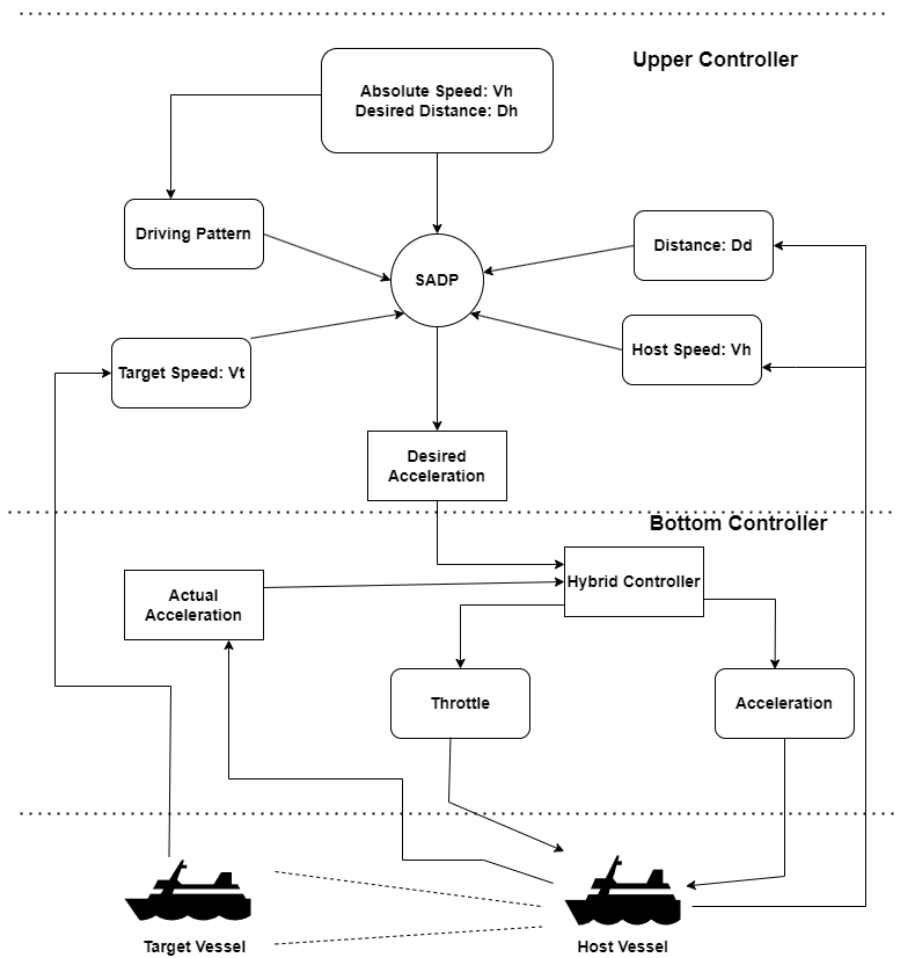 Upper Controller
Absolute Speed: Vh
Desired Distance: Dh
Driving Pattern
Distance: Dd
SADP
Target Speed: Vt
Host Speed: Vh
Desired
Acceleration
Bottom Controller
Hybrid Controller
Actual
Acceleration
Throttle
Acceleration
Target Vessel
Host Vessel